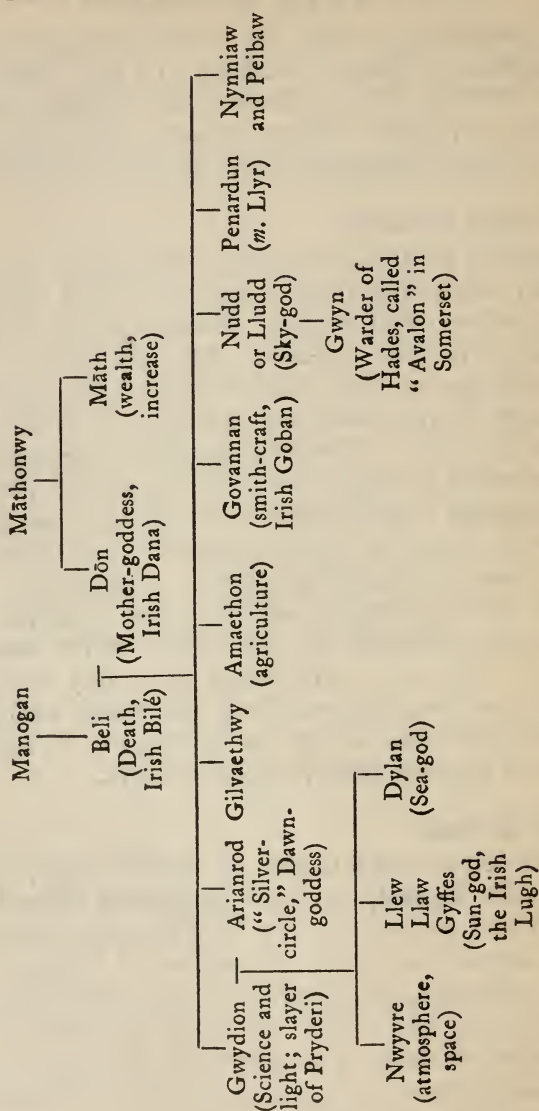 Manogan
Māthonwy
Beli
(Death,
Irish Bilé)
Dōn
(Mother-goddess,
Irish Dana)
Māth
(wealth,
increase)
Gwydion
(Science and
light; slayer
of Pryderi)
Arianrod
(“ Silver-
circle,” Dawn-
goddess)
Gilvaethwy
Amaethon
(agriculture)
Govannan
(smith-craft,
Irish Goban)
Nudd
or Lludd
(Sky-god)
Penardun
(m. Llyr)
Nynniaw
and Peibaw
Gwyn
(Warder of
Hades, called
“ Avalon ” in
Somerset)
Nwyvre
(atmosphere,
space)
Llew
Llaw
Gyffes
(Sun-god,
the Irish
Lugh)
Dylan
(Sea-god)